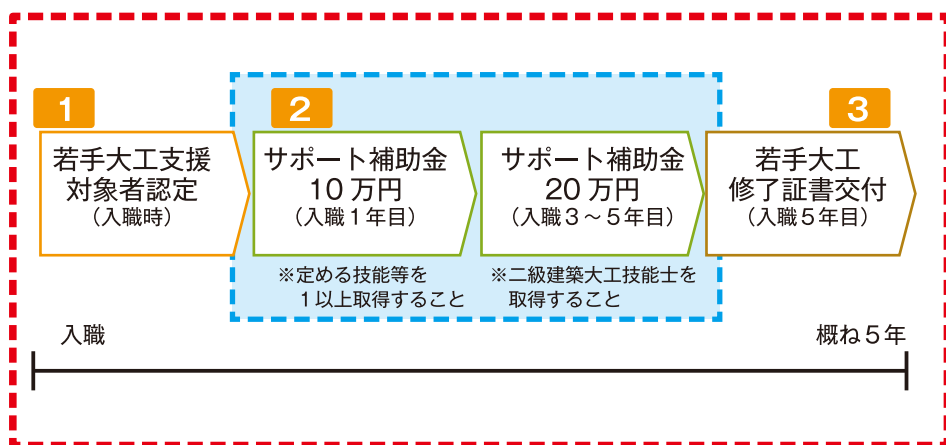 1
若手大工支援
対象者認定
（入職時）
2
サポート補助金
10万円
（入職１年目）
※定める技能等を
１以上取得すること
サポート補助金
20万円
（入職３～５年目）
※二級建築大工技能士を
取得すること
3
若手大工
修了証書交付
（入職５年目）
入職
概ね５年